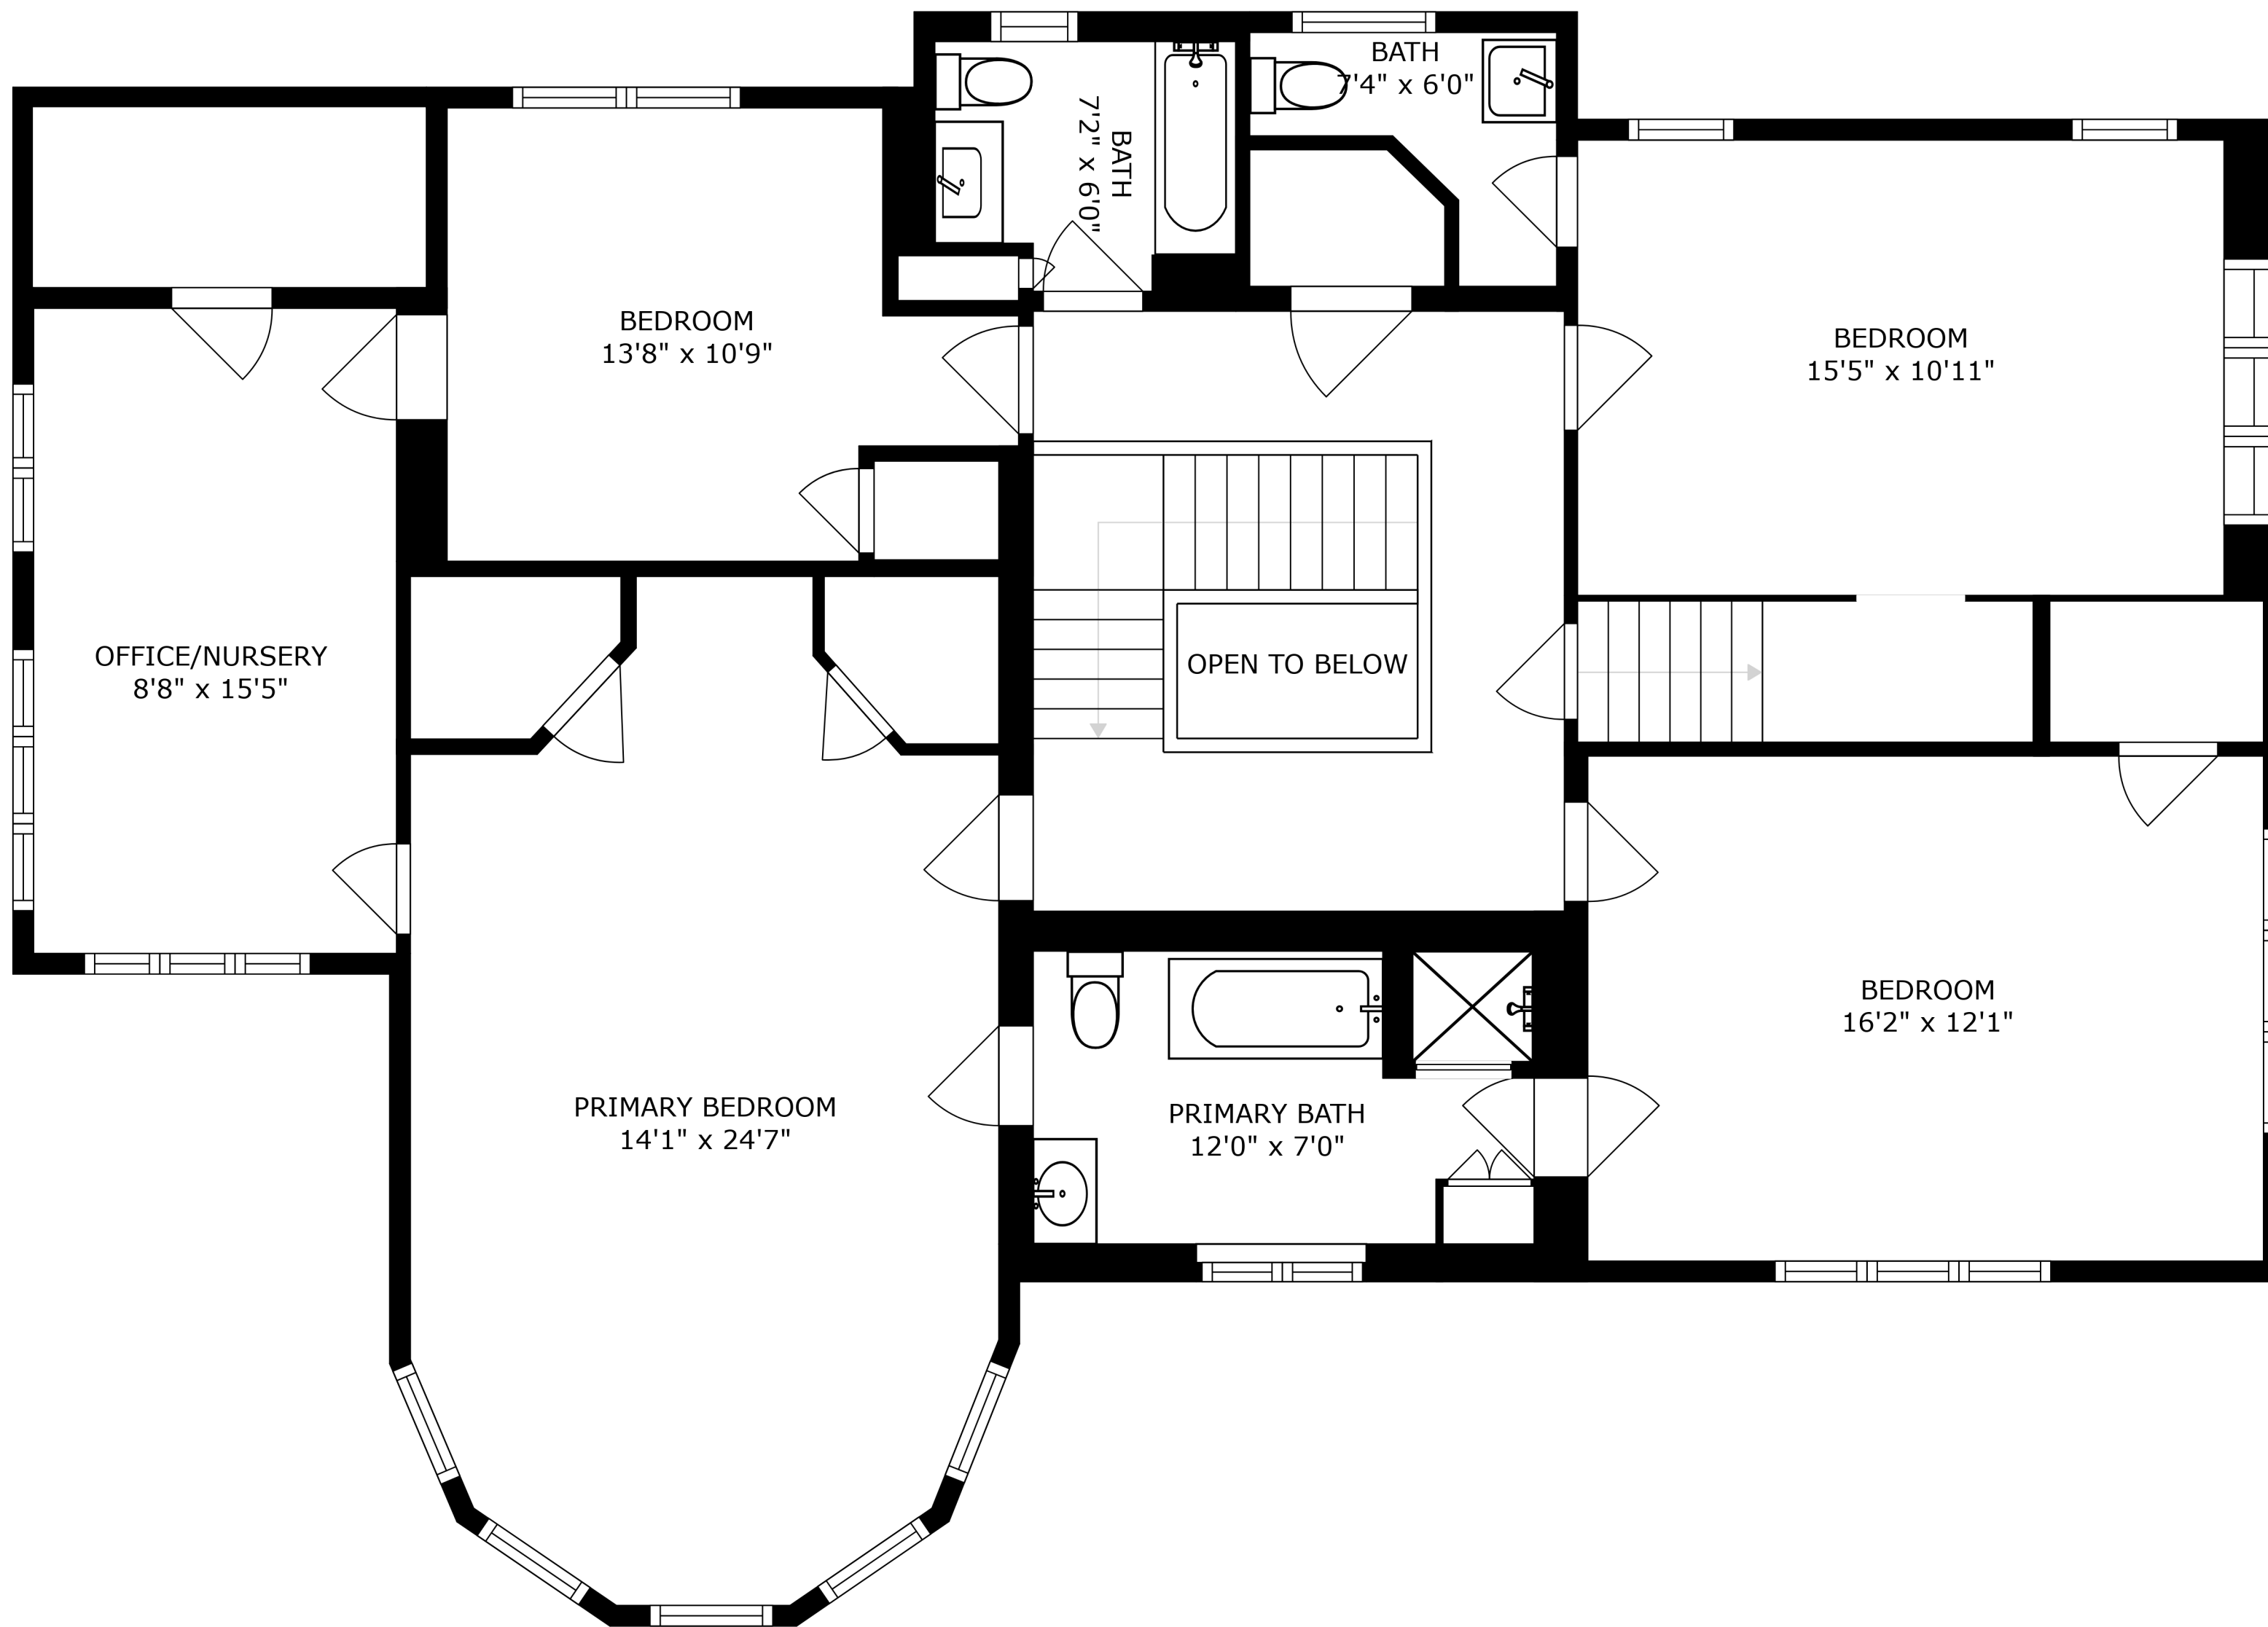 BATH
7'4" x 6'0"
BATH
7'2" x 6'0"
BEDROOM
13'8" x 10'9"
BEDROOM
15'5" x 10'11"
OFFICE/NURSERY
8'8" x 15'5"
OPEN TO BELOW
BEDROOM
16'2" x 12'1"
PRIMARY BEDROOM
14'1" x 24'7"
PRIMARY BATH
12'0" x 7'0"